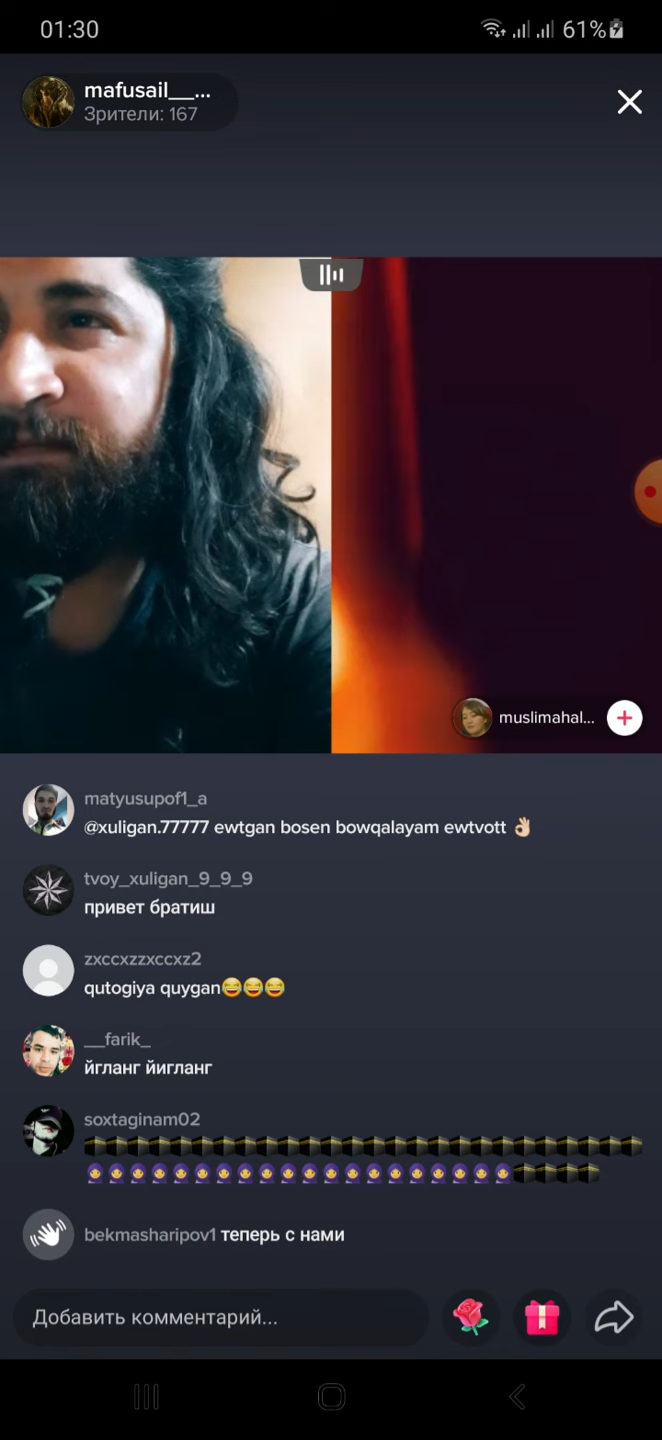 01:30
61%
mafusail__...
Зрители: 167
muslimahal...
matyusupof1_a
@xuligan.77777 ewtgan bosen bowqalayam ewtvott 👌🏼
tvoy_xuligan_9_9_9
привет братиш
zxccxzzxccxz2
qutogiya quygan😂😂😂
__farik_
йгланг йигланг
soxtaginam02
🕋🕋🕋🕋🕋🕋🕋🕋🕋🕋🕋🕋🕋🕋🕋🕋🕋🕋🕋🕋🕋🕋🕋🕋🕋🕋
🧕🧕🧕🧕🧕🧕🧕🧕🧕🧕🧕🧕🧕🧕🧕🧕🧕🧕🧕🧕🕋🕋🕋🕋
bekmasharipov1 теперь с нами
Добавить комментарий...